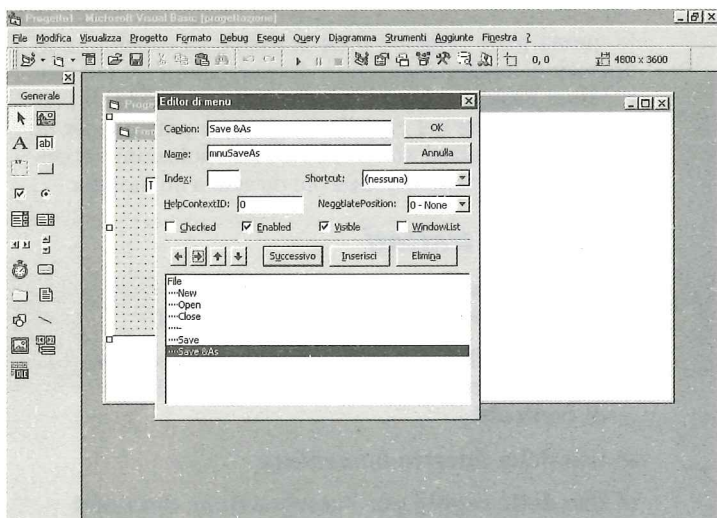 Progetto1 - Microsoft Visual Basic [progettazione]
File Modifica Visualizza Progetto Formato Debug Esegui Query Diagramma Strumenti Aggiunte Finestra ?
0, 0 4800 x 3600
Generale
Editor di menu
Caption: Save &As OK
Name: mnuSaveAs Annulla
Index: Shortcut: (nessuna)
HelpContextID: 0 NegotiatePosition: 0 - None
Checked Enabled Visible WindowList
Successivo Inserisci Elimina
File
····New
····Open
····Close
····-
····Save
····Save &As